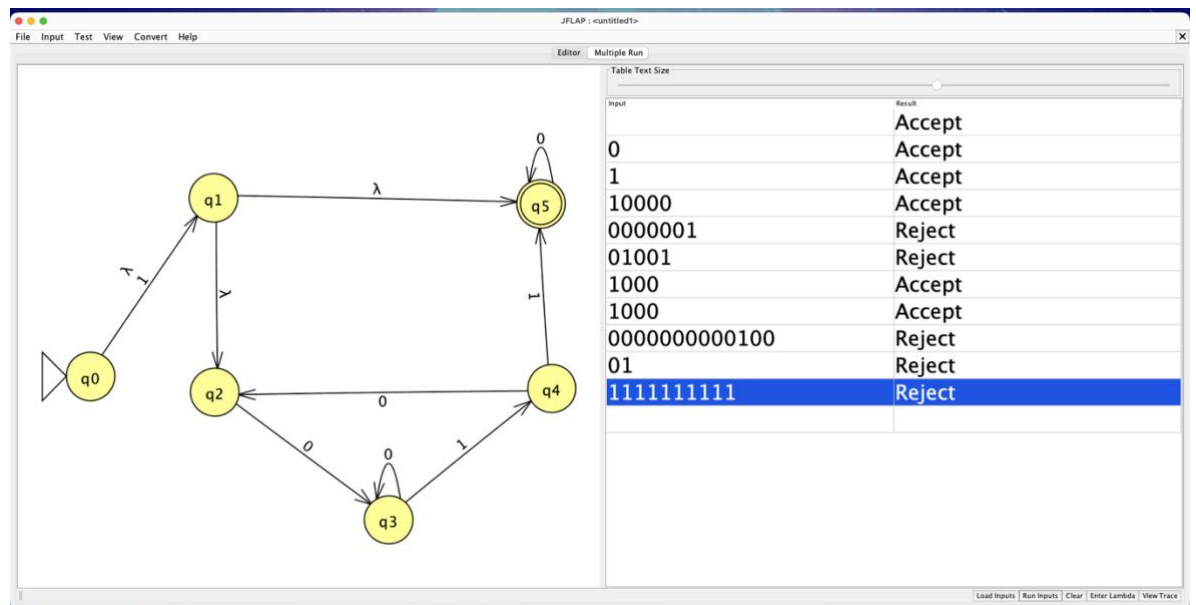 JFLAP : <untitled1>
File Input Test View Convert Help
Editor Multiple Run
Table Text Size
Input Result
Accept
0 Accept
1 Accept
10000 Accept
0000001 Reject
01001 Reject
1000 Accept
1000 Accept
0000000000100 Reject
01 Reject
1111111111 Reject
0
q1
λ
q5
λ
1
λ
1
q0
q2
0
q4
0
0
1
q3
Load Inputs Run Inputs Clear Enter Lambda View Trace